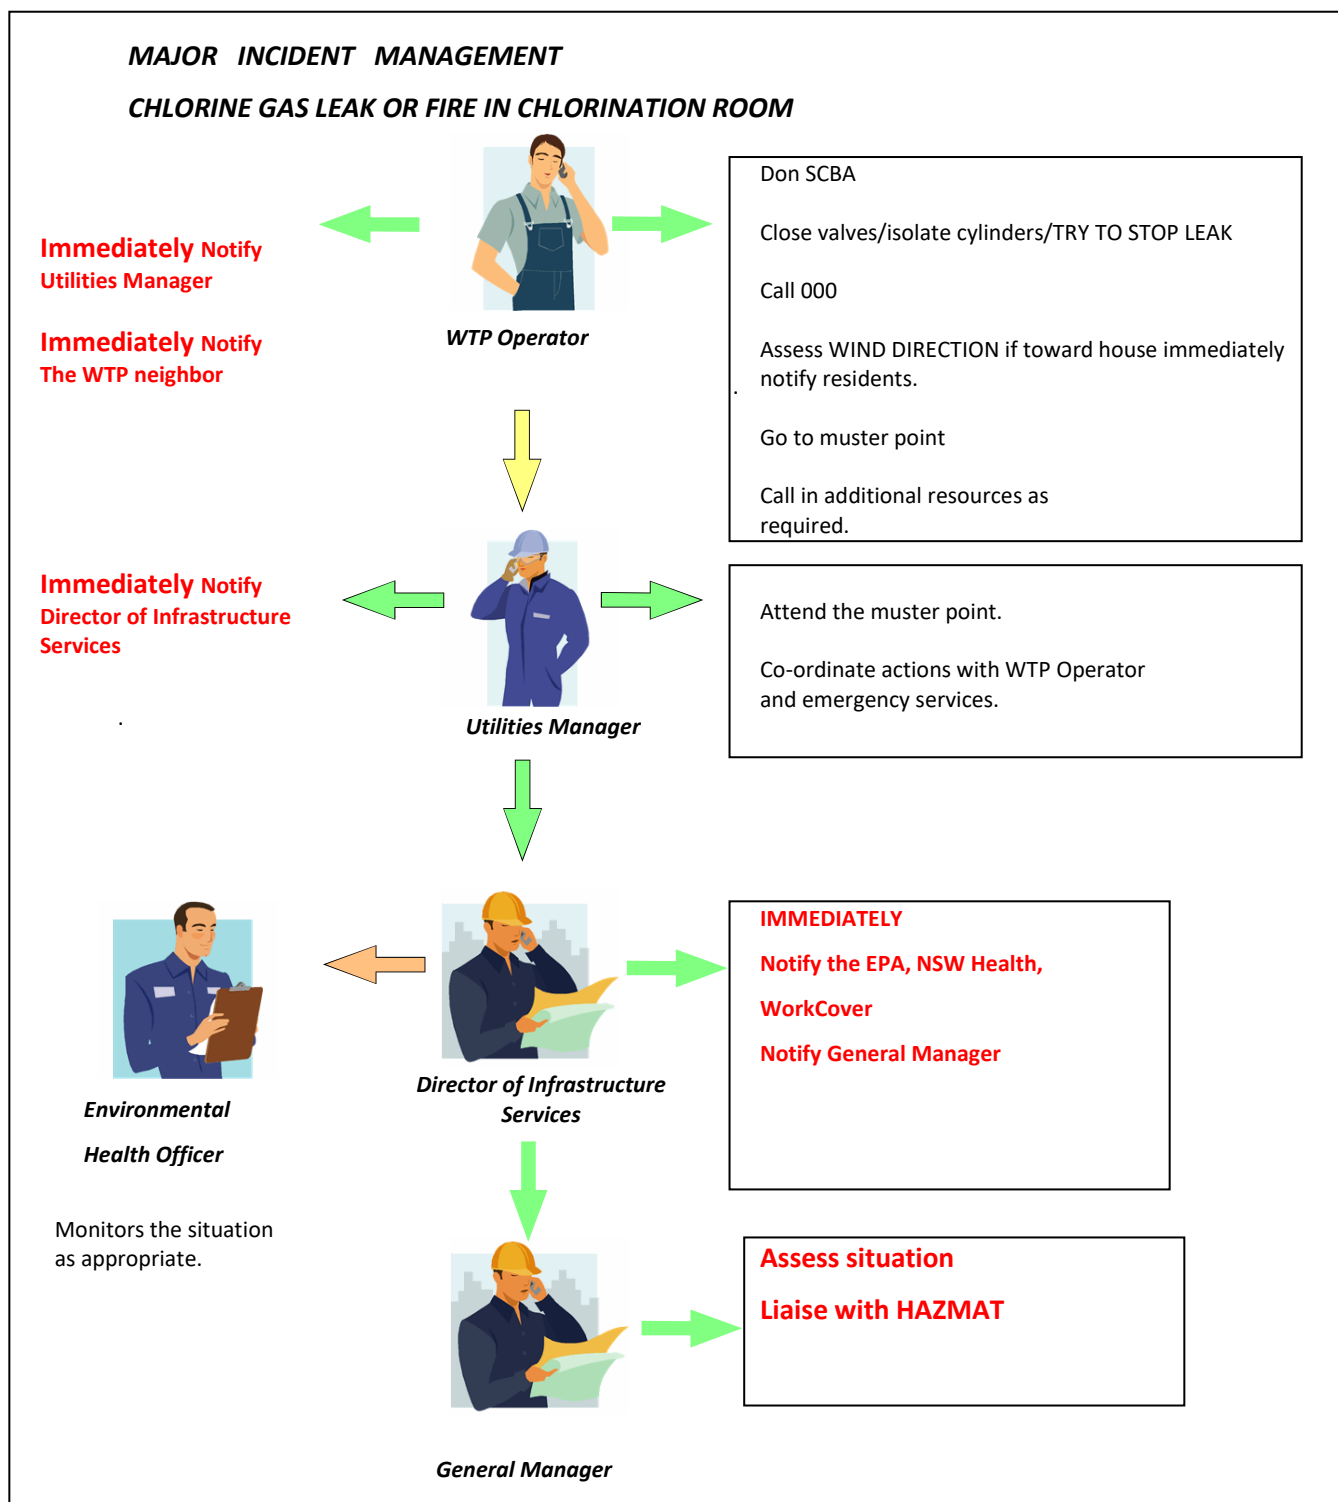 MAJOR INCIDENT MANAGEMENT
CHLORINE GAS LEAK OR FIRE IN CHLORINATION ROOM
Immediately Notify
Utilities Manager
Immediately Notify
The WTP neighbor
WTP Operator
Don SCBA
Close valves/isolate cylinders/TRY TO STOP LEAK
Call 000
Assess WIND DIRECTION if toward house immediately
notify residents.
.
Go to muster point
Call in additional resources as
required.
Immediately Notify
Director of Infrastructure
Services
.
Utilities Manager
Attend the muster point.
Co-ordinate actions with WTP Operator
and emergency services.
Environmental
Health Officer
Monitors the situation
as appropriate.
Director of Infrastructure
Services
IMMEDIATELY
Notify the EPA, NSW Health,
WorkCover
Notify General Manager
General Manager
Assess situation
Liaise with HAZMAT